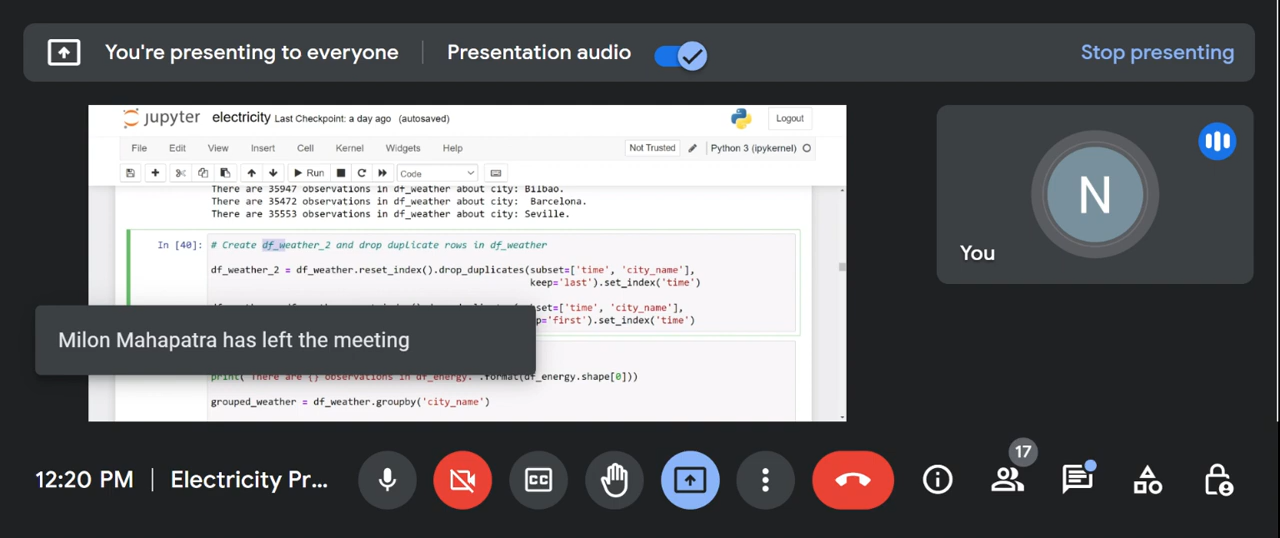 You're presenting to everyone
Presentation audio
Stop presenting
jupyter electricity Last Checkpoint: a day ago (autosaved)
Logout
File Edit View Insert Cell Kernel Widgets Help
Not Trusted
Python 3 (ipykernel)
Run
Code
There are 35947 observations in df_weather about city: Bilbao.
There are 35472 observations in df_weather about city:  Barcelona.
There are 35553 observations in df_weather about city: Seville.
In [40]: # Create df_weather_2 and drop duplicate rows in df_weather
df_weather_2 = df_weather.reset_index().drop_duplicates(subset=['time', 'city_name'],
keep='last').set_index('time')
'city_name'],
'first').set_index('time')
Milon Mahapatra has left the meeting
print('There are {} observations in df_energy.'.format(df_energy.shape[0]))
grouped_weather = df_weather.groupby('city_name')
N
You
12:20 PM
Electricity Pr...
CC
17